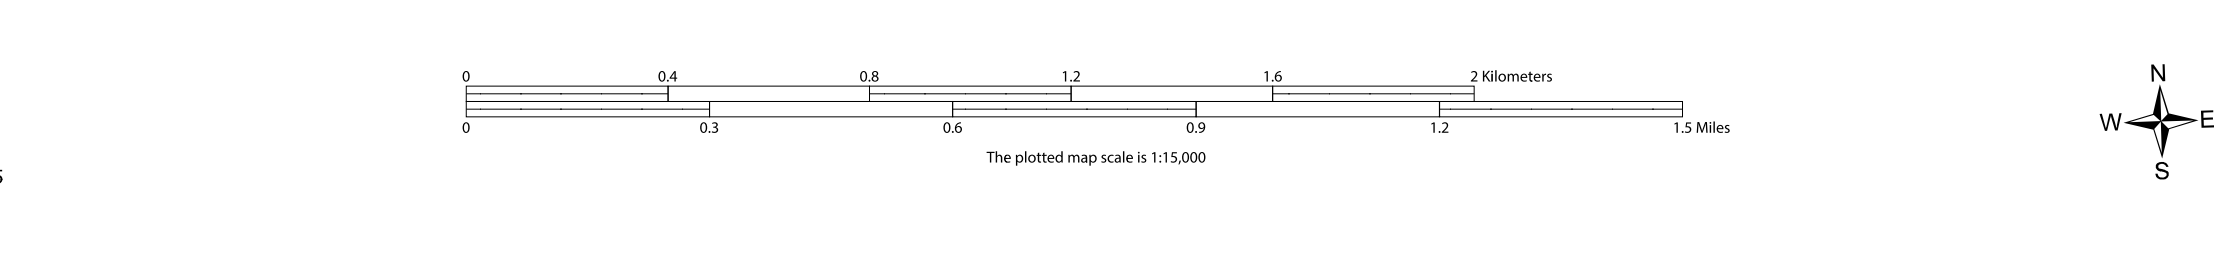 0 0.4 0.8 1.2 1.6 2 Kilometers
0 0.3 0.6 0.9 1.2 1.5 Miles
The plotted map scale is 1:15,000
N
W E
S